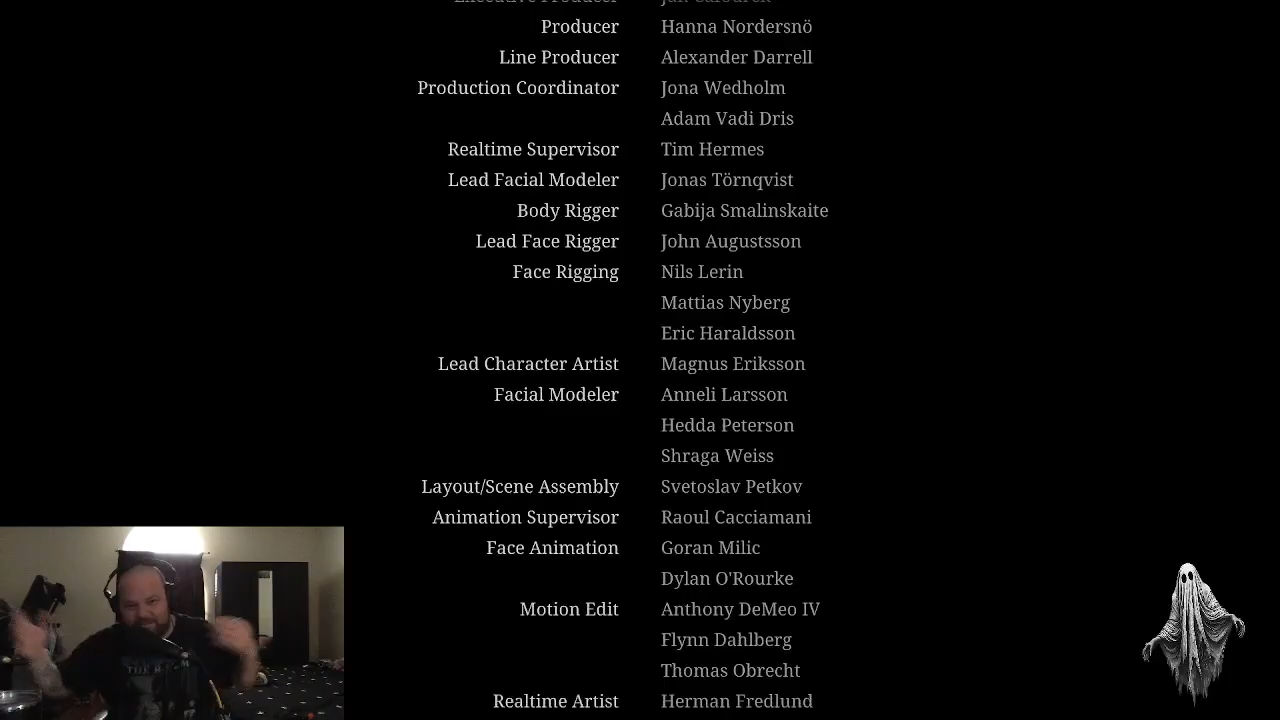 Producer Hanna Nordersnö
Line Producer Alexander Darrell
Production Coordinator Jona Wedholm
Adam Vadi Dris
Realtime Supervisor Tim Hermes
Lead Facial Modeler Jonas Törnqvist
Body Rigger Gabija Smalinskaite
Lead Face Rigger John Augustsson
Face Rigging Nils Lerin
Mattias Nyberg
Eric Haraldsson
Lead Character Artist Magnus Eriksson
Facial Modeler Anneli Larsson
Hedda Peterson
Shraga Weiss
Layout/Scene Assembly Svetoslav Petkov
Animation Supervisor Raoul Cacciamani
Face Animation Goran Milic
Dylan O'Rourke
Motion Edit Anthony DeMeo IV
Flynn Dahlberg
Thomas Obrecht
Realtime Artist Herman Fredlund